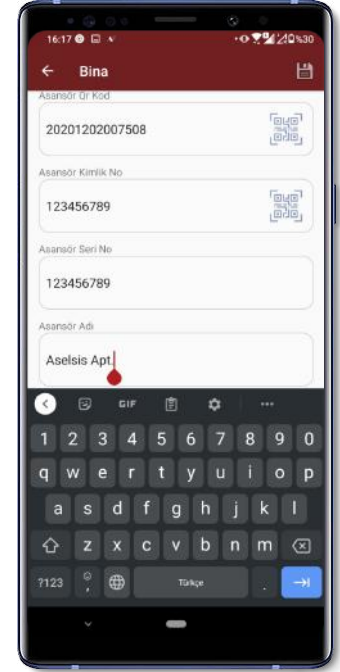 16:17 %30
Bina
Asansör Qr Kod
20201202007508
Asansör Kimlik No
123456789
Asansör Seri No
123456789
Asansör Adı
Aselsis Apt.
GIF
1 2 3 4 5 6 7 8 9 0
q w e r t y u i o p
a s d f g h j k l
z x c v b n m
?123 , Türkçe .